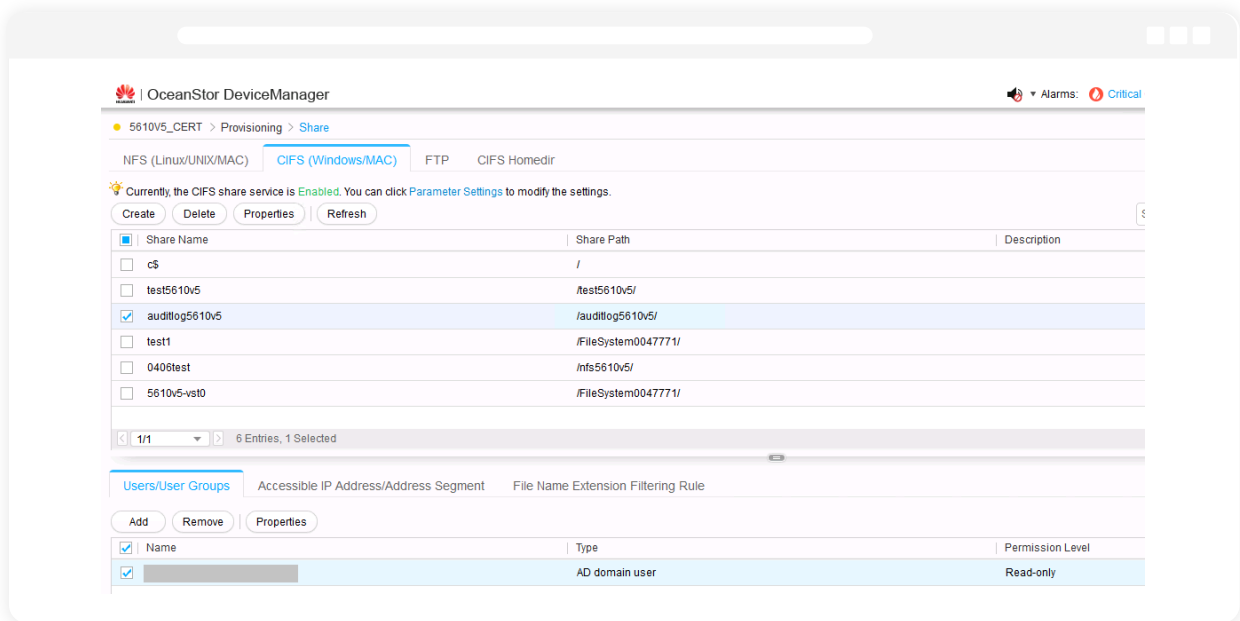 HUAWEI | OceanStor DeviceManager Alarms: Critical
5610V5_CERT > Provisioning > Share
NFS (Linux/UNIX/MAC) CIFS (Windows/MAC) FTP CIFS Homedir
Currently, the CIFS share service is Enabled. You can click Parameter Settings to modify the settings.
Create Delete Properties Refresh
Share Name Share Path Description
c$ /
test5610v5 /test5610v5/
auditlog5610v5 /auditlog5610v5/
test1 /FileSystem0047771/
0406test /nfs5610v5/
5610v5-vst0 /FileSystem0047771/
1/1 6 Entries, 1 Selected
Users/User Groups Accessible IP Address/Address Segment File Name Extension Filtering Rule
Add Remove Properties
Name Type Permission Level
AD domain user Read-only